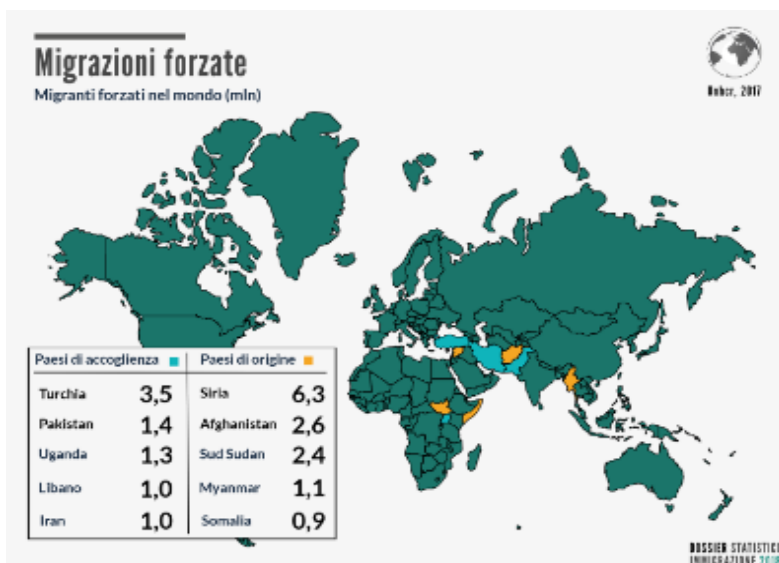 Migrazioni forzate
Migranti forzati nel mondo (mln)
Unhcr, 2017
Paesi di accoglienza Paesi di origine
Turchia 3,5 Siria 6,3
Pakistan 1,4 Afghanistan 2,6
Uganda 1,3 Sud Sudan 2,4
Libano 1,0 Myanmar 1,1
Iran 1,0 Somalia 0,9
DOSSIER STATISTICO
IMMIGRAZIONE